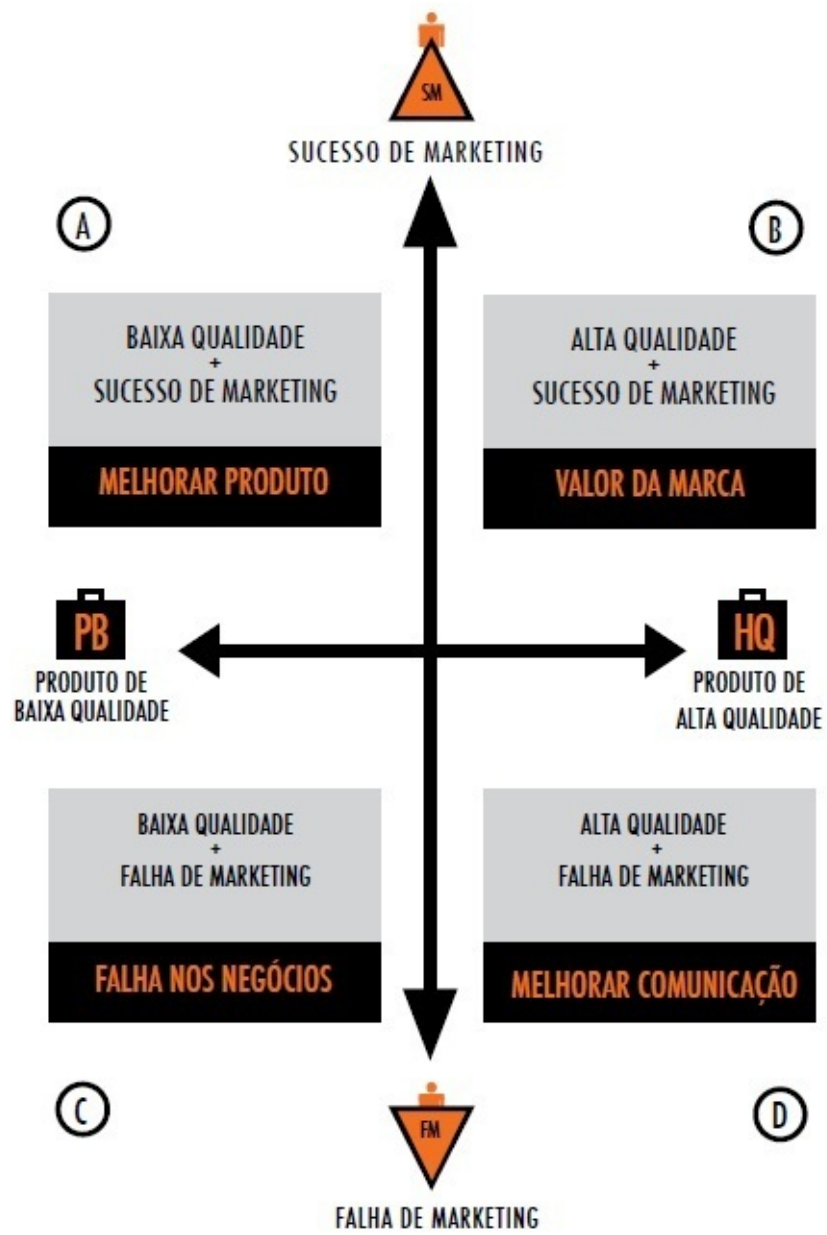 SM
SUCESSO DE MARKETING
A
B
BAIXA QUALIDADE
+
SUCESSO DE MARKETING
MELHORAR PRODUTO
ALTA QUALIDADE
+
SUCESSO DE MARKETING
VALOR DA MARCA
PB
PRODUTO DE
BAIXA QUALIDADE
HQ
PRODUTO DE
ALTA QUALIDADE
BAIXA QUALIDADE
+
FALHA DE MARKETING
FALHA NOS NEGÓCIOS
ALTA QUALIDADE
+
FALHA DE MARKETING
MELHORAR COMUNICAÇÃO
C
D
FM
FALHA DE MARKETING